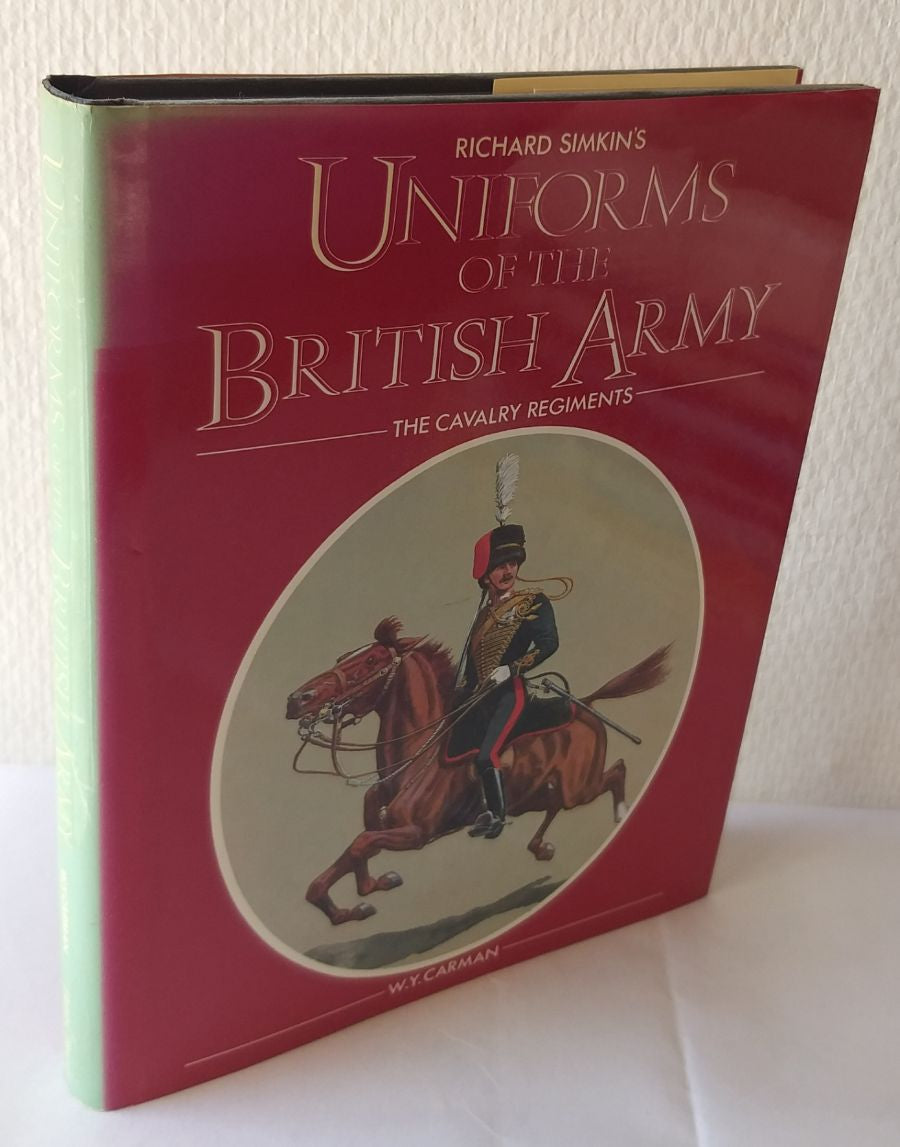 RICHARD SIMKIN'S
UNIFORMS
OF THE
BRITISH ARMY
THE CAVALRY REGIMENTS
W.Y. CARMAN